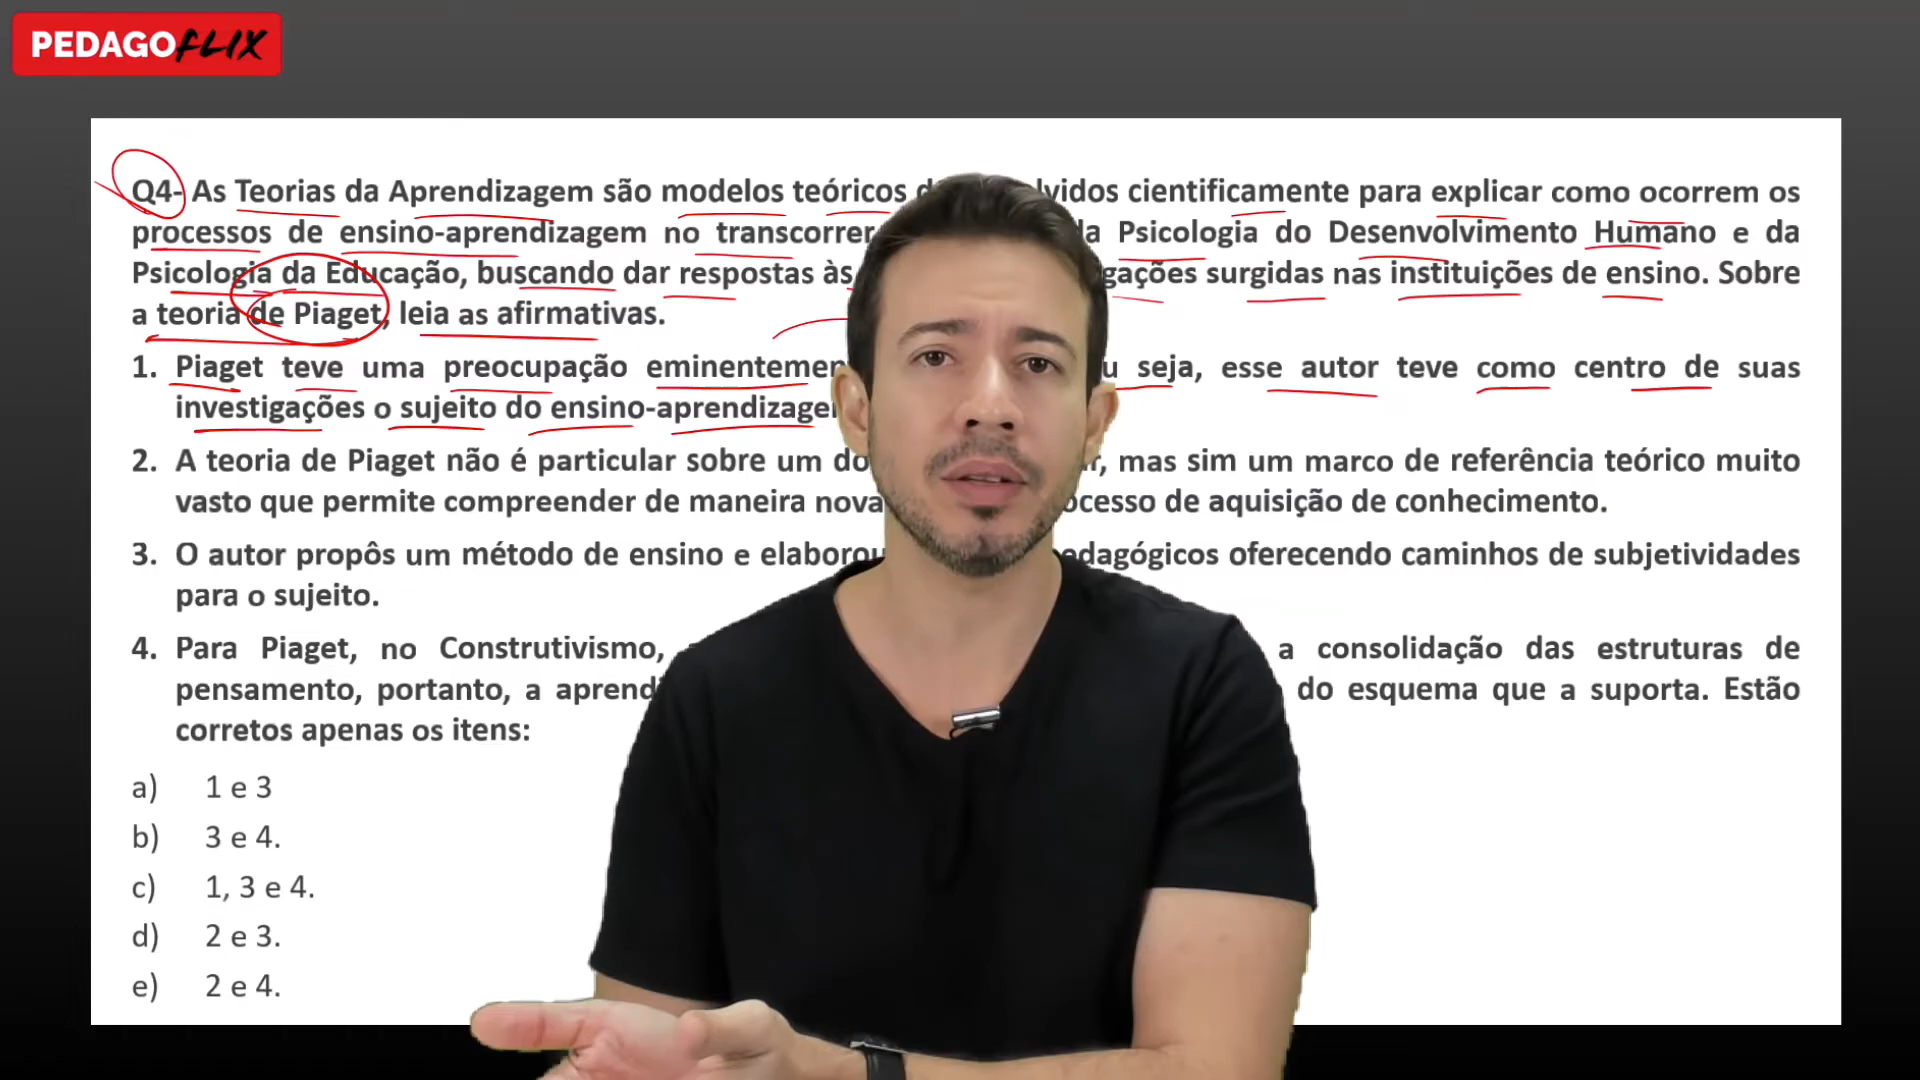 PEDAGOFLIX
Q4- As Teorias da Aprendizagem são modelos teóricos lvidos cientificamente para explicar como ocorrem os
processos de ensino-aprendizagem no transcorrer da Psicologia do Desenvolvimento Humano e da
Psicologia da Educação, buscando dar respostas às gações surgidas nas instituições de ensino. Sobre
a teoria de Piaget, leia as afirmativas.
1. Piaget teve uma preocupação eminentemen u seja, esse autor teve como centro de suas
investigações o sujeito do ensino-aprendizage
2. A teoria de Piaget não é particular sobre um do r, mas sim um marco de referência teórico muito
vasto que permite compreender de maneira nova ocesso de aquisição de conhecimento.
3. O autor propôs um método de ensino e elaborou edagógicos oferecendo caminhos de subjetividades
para o sujeito.
4. Para Piaget, no Construtivismo, a consolidação das estruturas de
pensamento, portanto, a aprendi do esquema que a suporta. Estão
corretos apenas os itens:
a) 1 e 3
b) 3 e 4.
c) 1, 3 e 4.
d) 2 e 3.
e) 2 e 4.